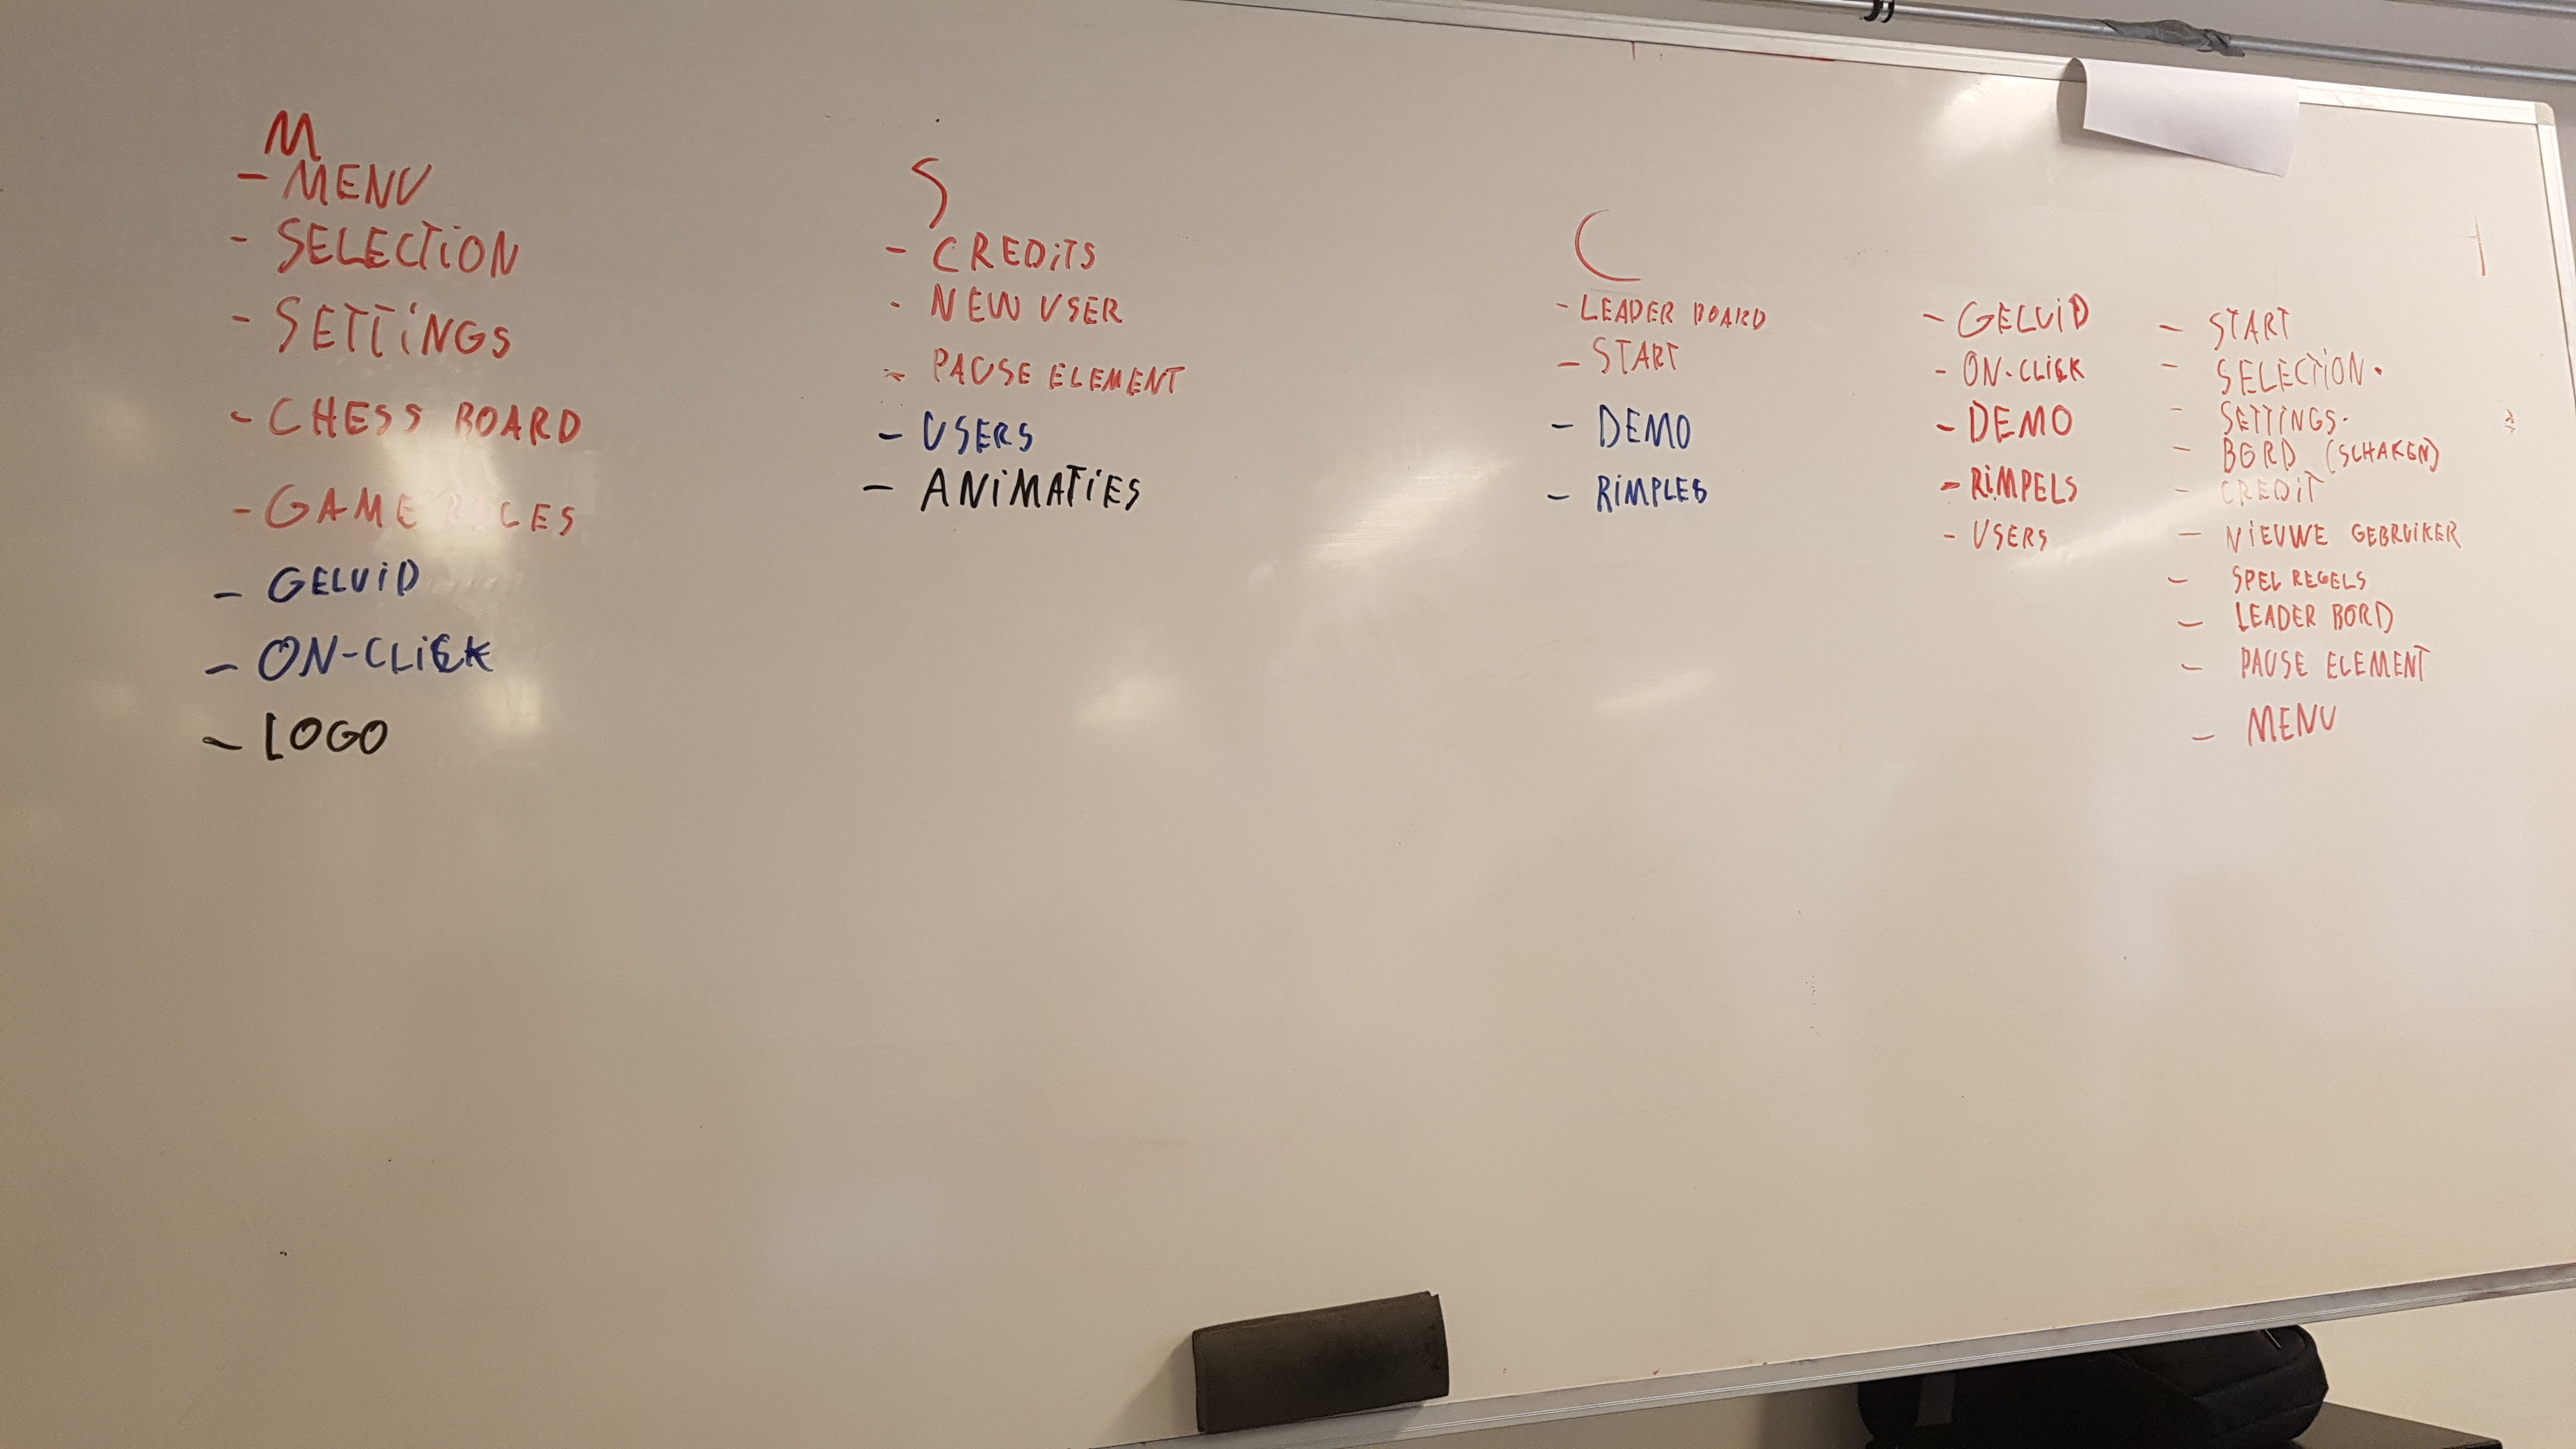 M
- MENU
- SELECTION
- SETTINGS
- CHESS BOARD
- GAME
- GELUID
- ON-CLICK
- LOGO
S
- CREDITS
- NEW USER
- PAUSE ELEMENT
- USERS
- ANIMATIES
C
- LEADER BOARD
- START
- DEMO
- RIMPLES
- GELUID
- ON-CLICK
- DEMO
- RIMPELS
- USERS
- START
- SELECTION.
- SETTINGS.
- BORD (SCHAKEN)
- CREDIT
- NIEUWE GEBRUIKER
- SPEL REGELS
- LEADER BORD
- PAUSE ELEMENT
- MENU